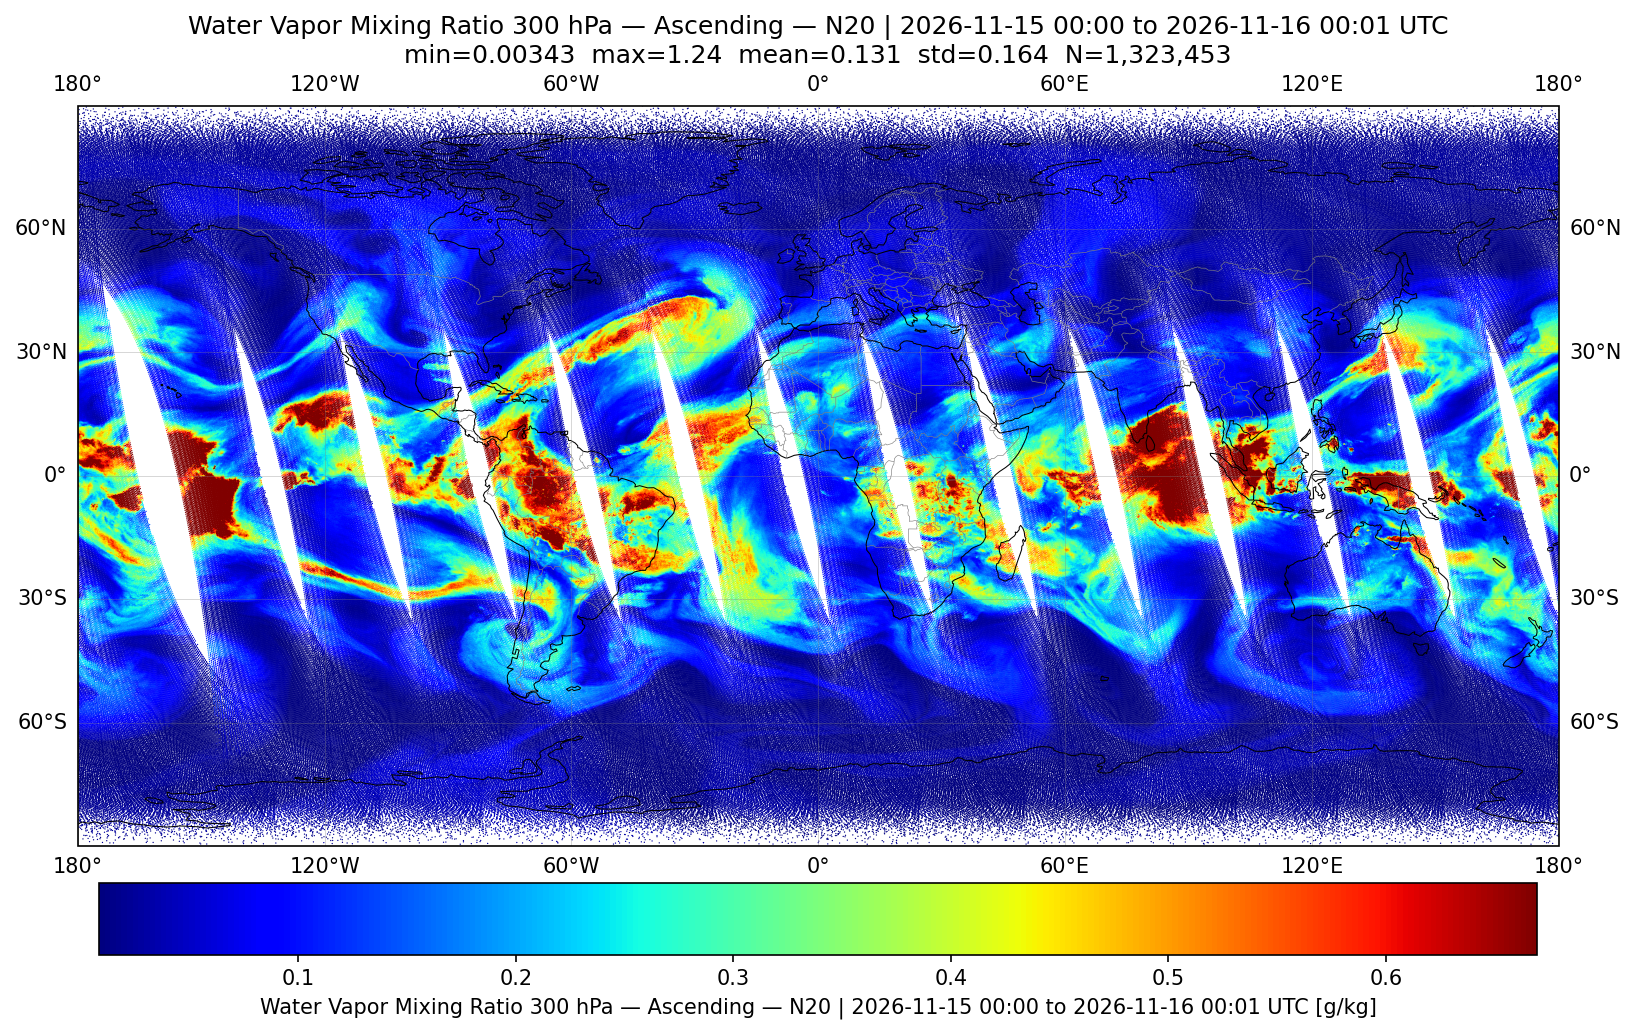 Water Vapor Mixing Ratio 300 hPa — Ascending — N20 | 2026-11-15 00:00 to 2026-11-16 00:01 UTC
min=0.00343  max=1.24  mean=0.131  std=0.164  N=1,323,453
180° 120°W 60°W 0° 60°E 120°E 180°
60°N 60°N
30°N 30°N
0° 0°
30°S 30°S
60°S 60°S
180° 120°W 60°W 0° 60°E 120°E 180°
0.1 0.2 0.3 0.4 0.5 0.6
Water Vapor Mixing Ratio 300 hPa — Ascending — N20 | 2026-11-15 00:00 to 2026-11-16 00:01 UTC [g/kg]